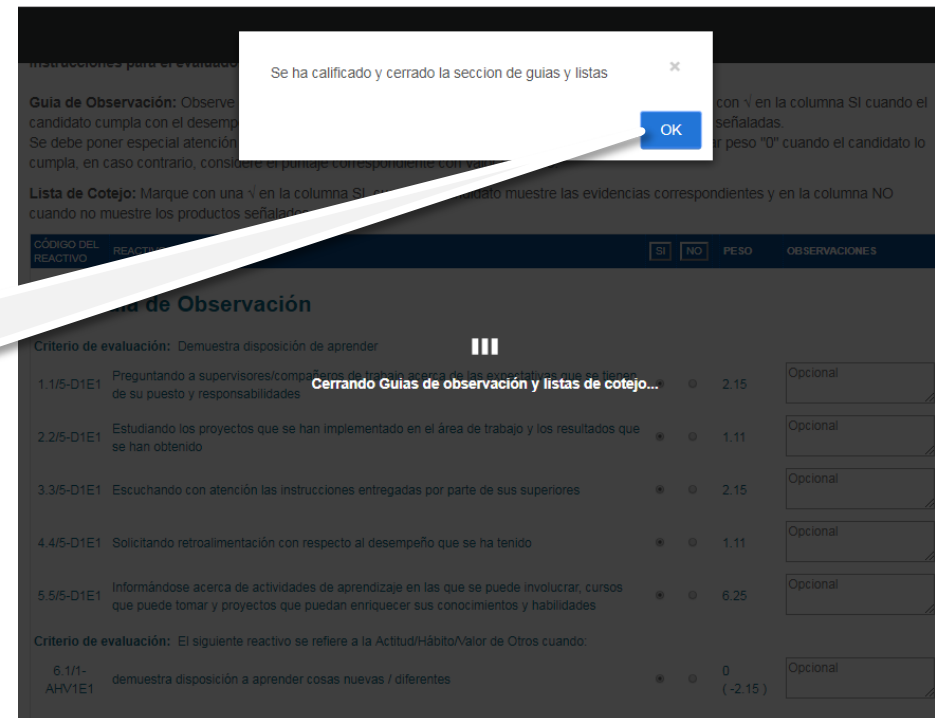 Se ha calificado y cerrado la seccion de guias y listas ×
OK
Instrucciones para el evaluado
Guia de Observación: Observe con √ en la columna SI cuando el
candidato cumpla con el desemp señaladas.
Se debe poner especial atención ar peso "0" cuando el candidato lo
cumpla, en caso contrario, considere el puntaje correspondiente con
Lista de Cotejo: Marque con una √ en la columna SI, muestre las evidencias correspondientes y en la columna NO
cuando no muestre los productos
CÓDIGO DEL REACTIVO SI NO PESO OBSERVACIONES
de Observación
Criterio de evaluación: Demuestra disposición de aprender
Cerrando Guias de observación y listas de cotejo...
1.1/5-D1E1 Preguntando a supervisores/compañeros de trabajo acerca de las expectativas que se tienen
de su puesto y responsabilidades 2.15 Opcional
2.2/5-D1E1 Estudiando los proyectos que se han implementado en el área de trabajo y los resultados que
se han obtenido 1.11 Opcional
3.3/5-D1E1 Escuchando con atención las instrucciones entregadas por parte de sus superiores 2.15 Opcional
4.4/5-D1E1 Solicitando retroalimentación con respecto al desempeño que se ha tenido 1.11 Opcional
5.5/5-D1E1 Informándose acerca de actividades de aprendizaje en las que se puede involucrar, cursos
que puede tomar y proyectos que puedan enriquecer sus conocimientos y habilidades 6.25 Opcional
Criterio de evaluación: El siguiente reactivo se refiere a la Actitud/Hábito/Valor de Otros cuando:
6.1/1-
AHV1E1 demuestra disposición a aprender cosas nuevas / diferentes 0
( -2.15 ) Opcional